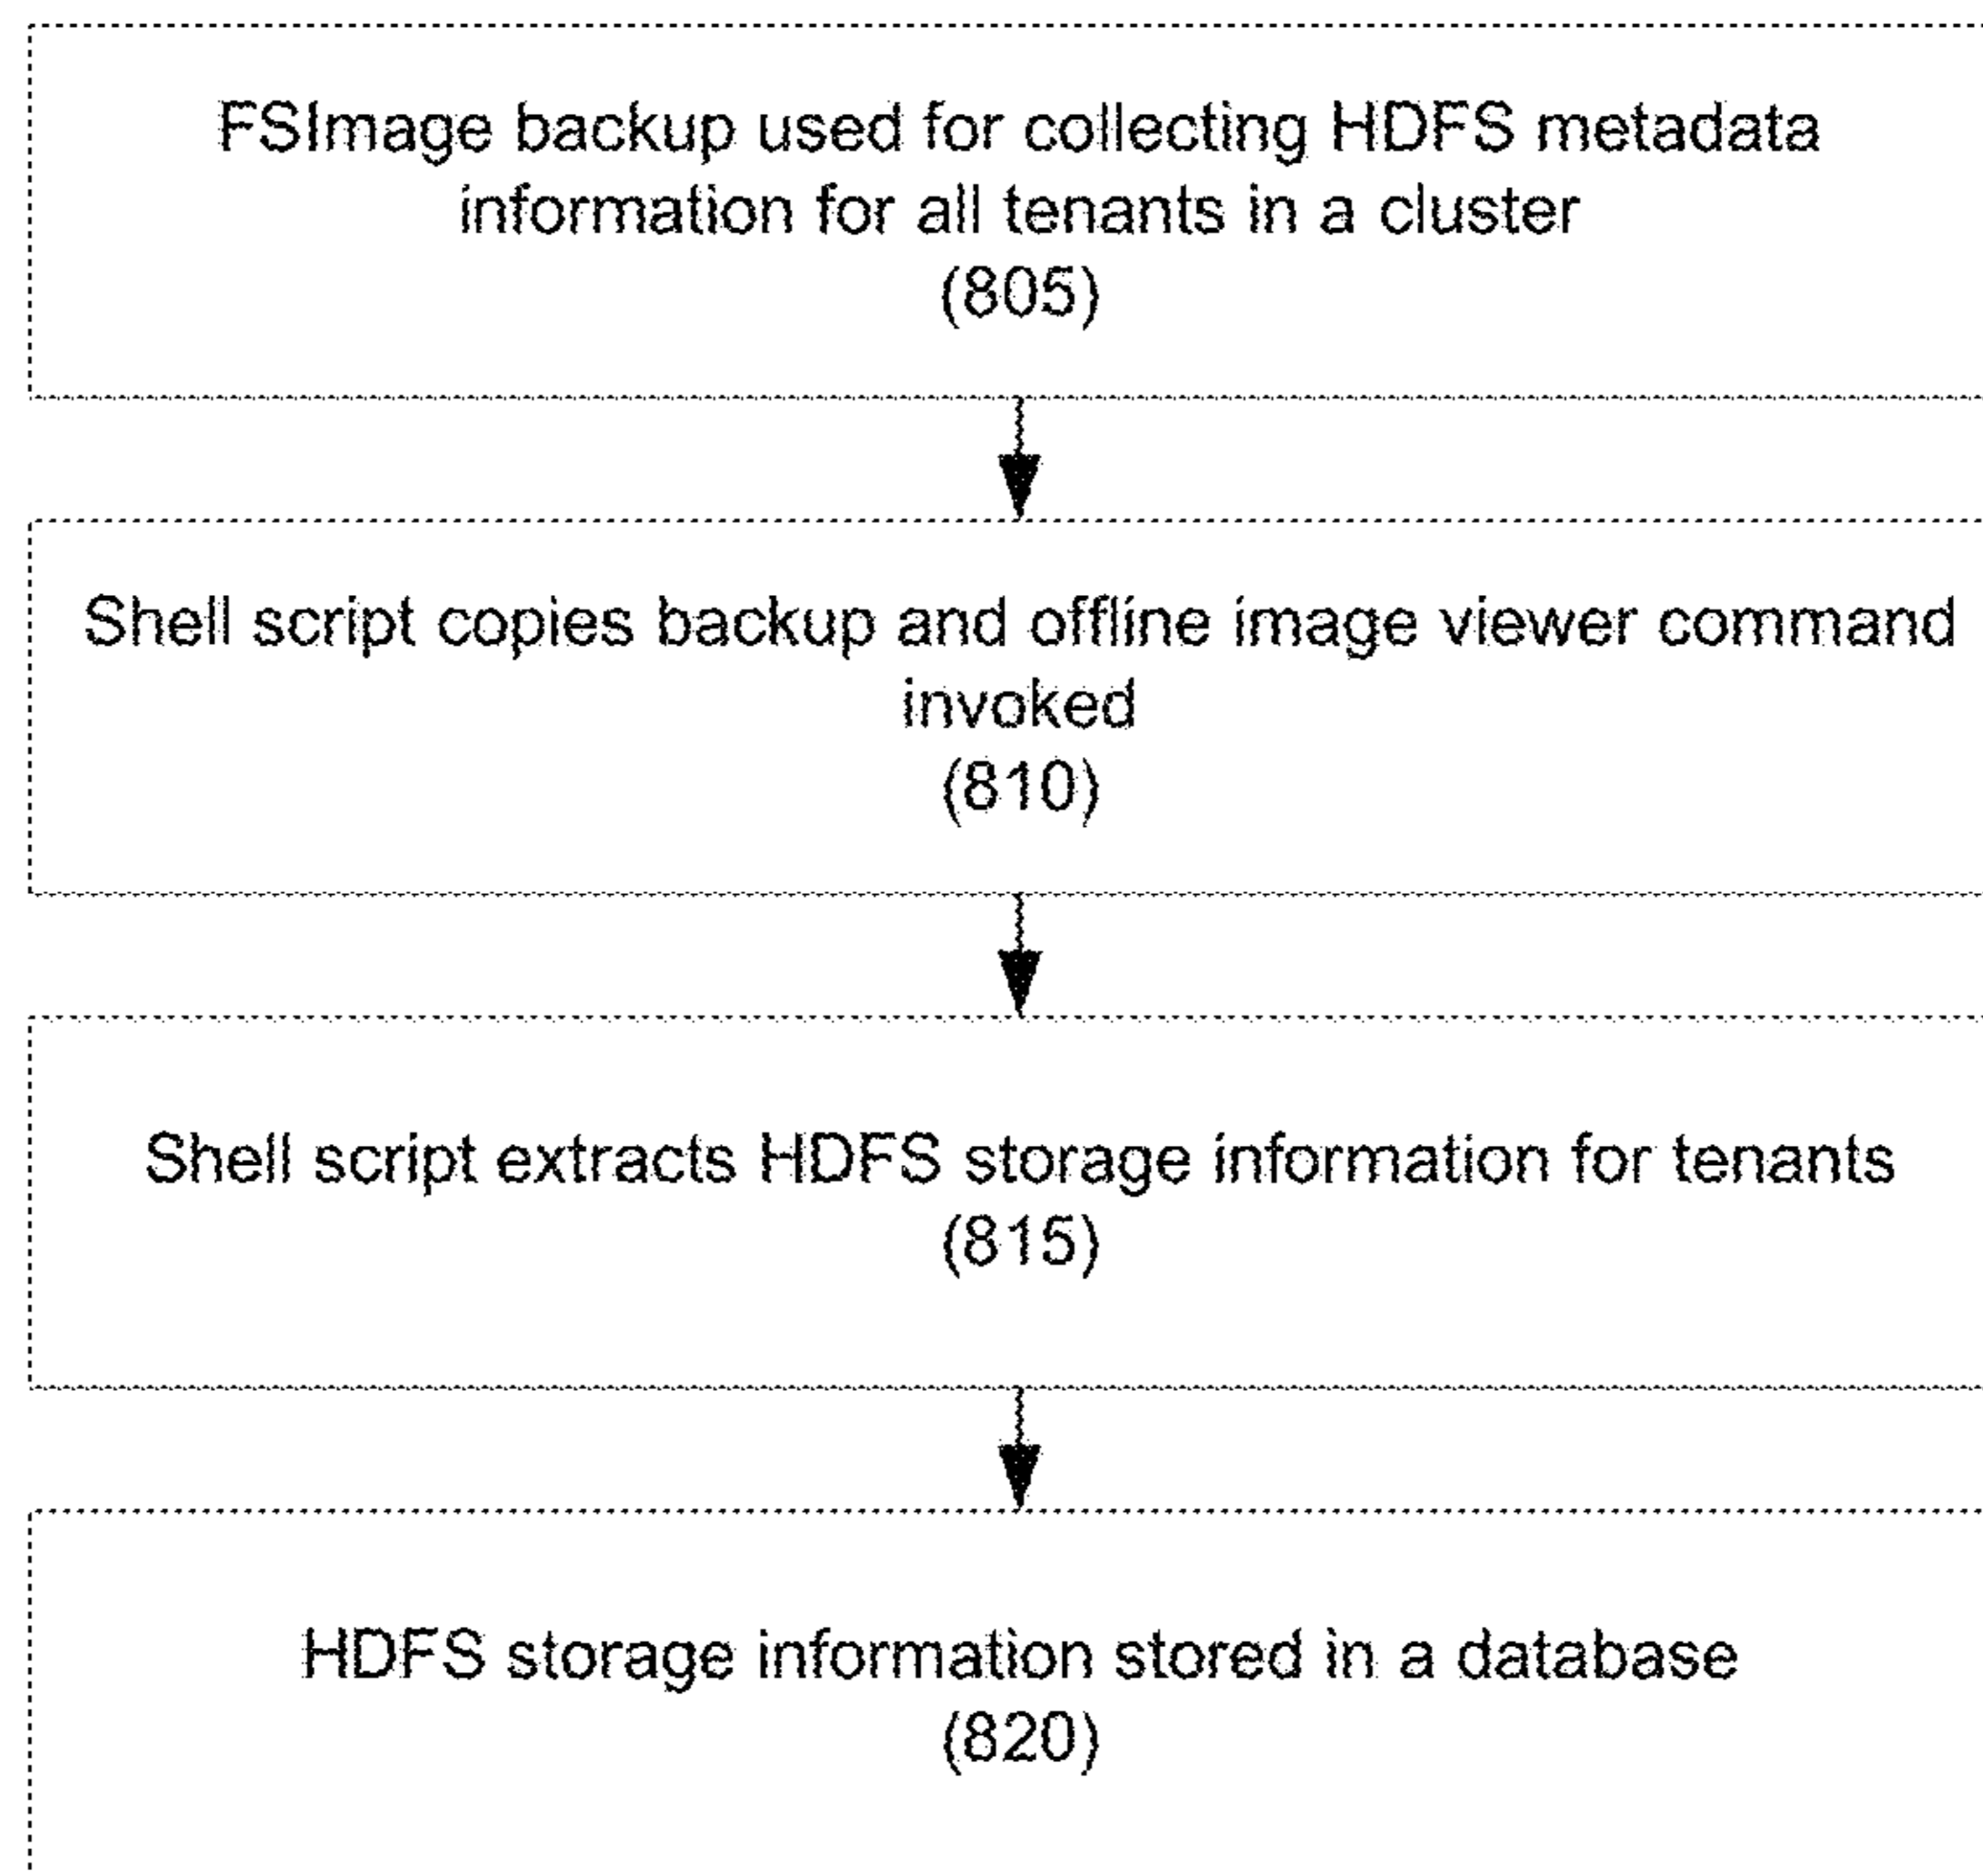 FSImage backup used for collecting HDFS metadata
information for all tenants in a cluster
(805)
Shell script copies backup and offline image viewer command
invoked
(810)
Shell script extracts HDFS storage information for tenants
(815)
HDFS storage information stored in a database
(820)